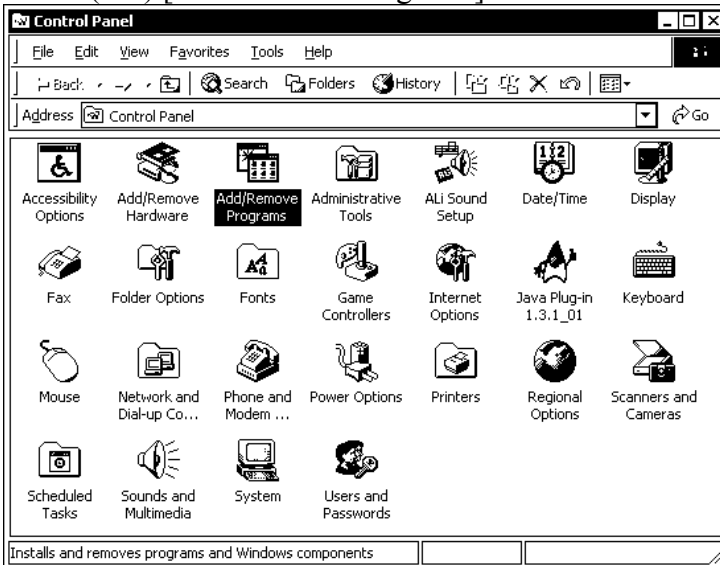 Control Panel
File Edit View Favorites Tools Help
Back Search Folders History
Address Control Panel Go
Accessibility Options
Add/Remove Hardware
Add/Remove Programs
Administrative Tools
ALi Sound Setup
Date/Time
Display
Fax
Folder Options
Fonts
Game Controllers
Internet Options
Java Plug-in 1.3.1_01
Keyboard
Mouse
Network and Dial-up Co...
Phone and Modem ...
Power Options
Printers
Regional Options
Scanners and Cameras
Scheduled Tasks
Sounds and Multimedia
System
Users and Passwords
Installs and removes programs and Windows components